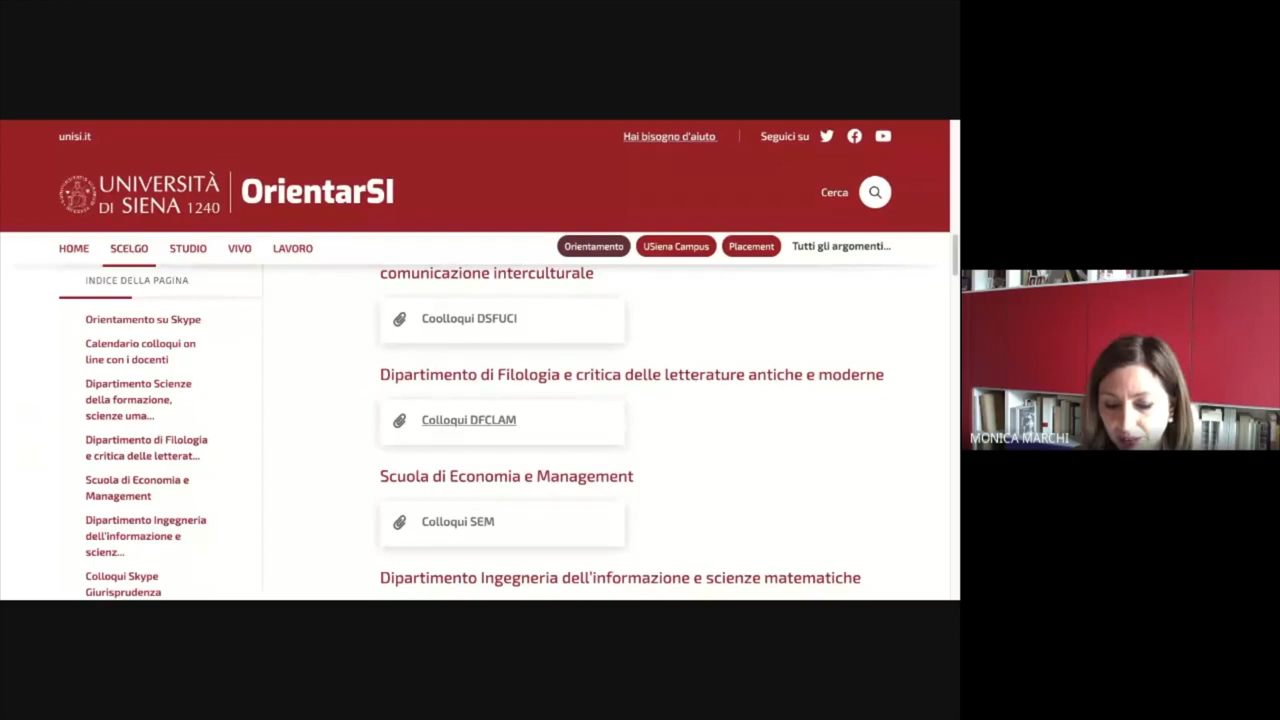 unisi.it
Hai bisogno d'aiuto
Seguici su
UNIVERSITÀ
DI SIENA 1240
OrientarSI
Cerca
HOME SCELGO STUDIO VIVO LAVORO
Orientamento USiena Campus Placement Tutti gli argomenti...
INDICE DELLA PAGINA
Orientamento su Skype
Calendario colloqui on
line con i docenti
Dipartimento Scienze
della formazione,
scienze uma...
Dipartimento di Filologia
e critica delle letterat...
Scuola di Economia e
Management
Dipartimento Ingegneria
dell'informazione e
scienz...
Colloqui Skype
Giurisprudenza
comunicazione interculturale
Coolloqui DSFUCI
Dipartimento di Filologia e critica delle letterature antiche e moderne
Colloqui DFCLAM
Scuola di Economia e Management
Colloqui SEM
Dipartimento Ingegneria dell'informazione e scienze matematiche
MONICA MARCHI